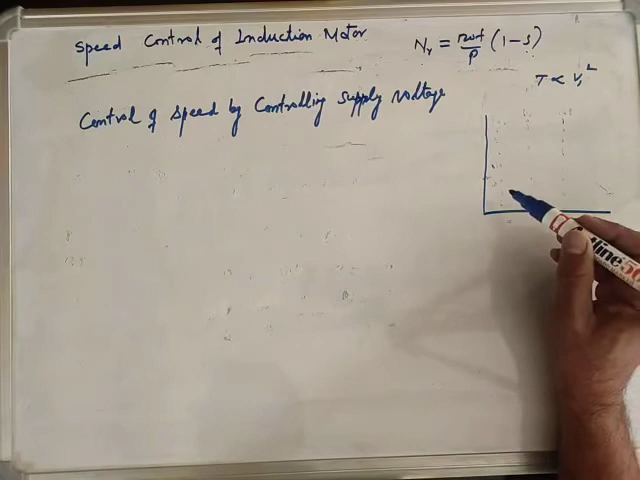 Speed Control of Induction Motor
Nr = 120f/P (1-s)
T ∝ V₁²
Control of Speed by Controlling Supply Voltage